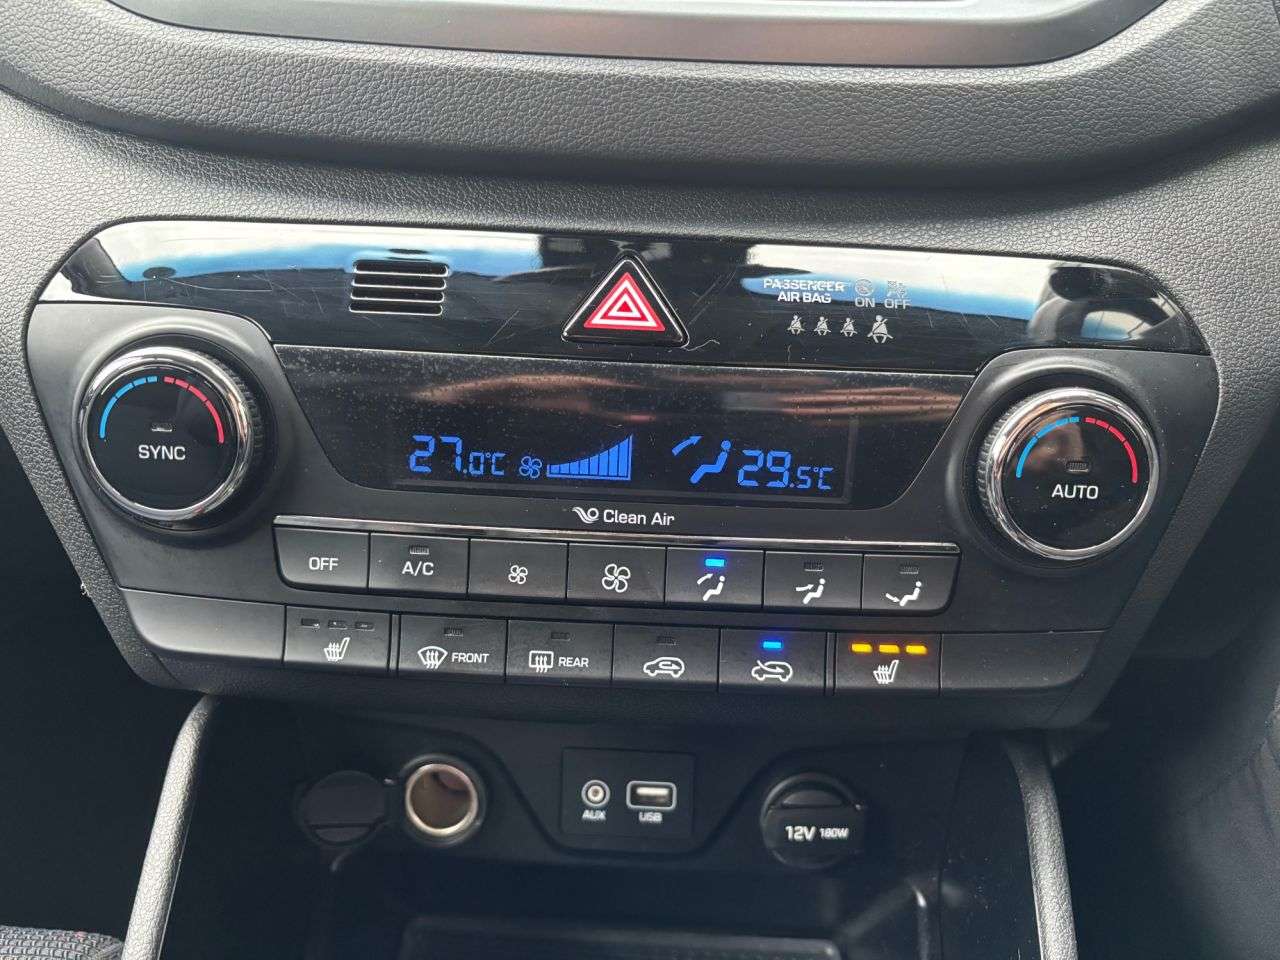 PASSENGER
AIR BAG
ON OFF
SYNC
27.0°C
29.5°C
AUTO
Clean Air
OFF
A/C
FRONT
REAR
AUX
USB
12V 180W